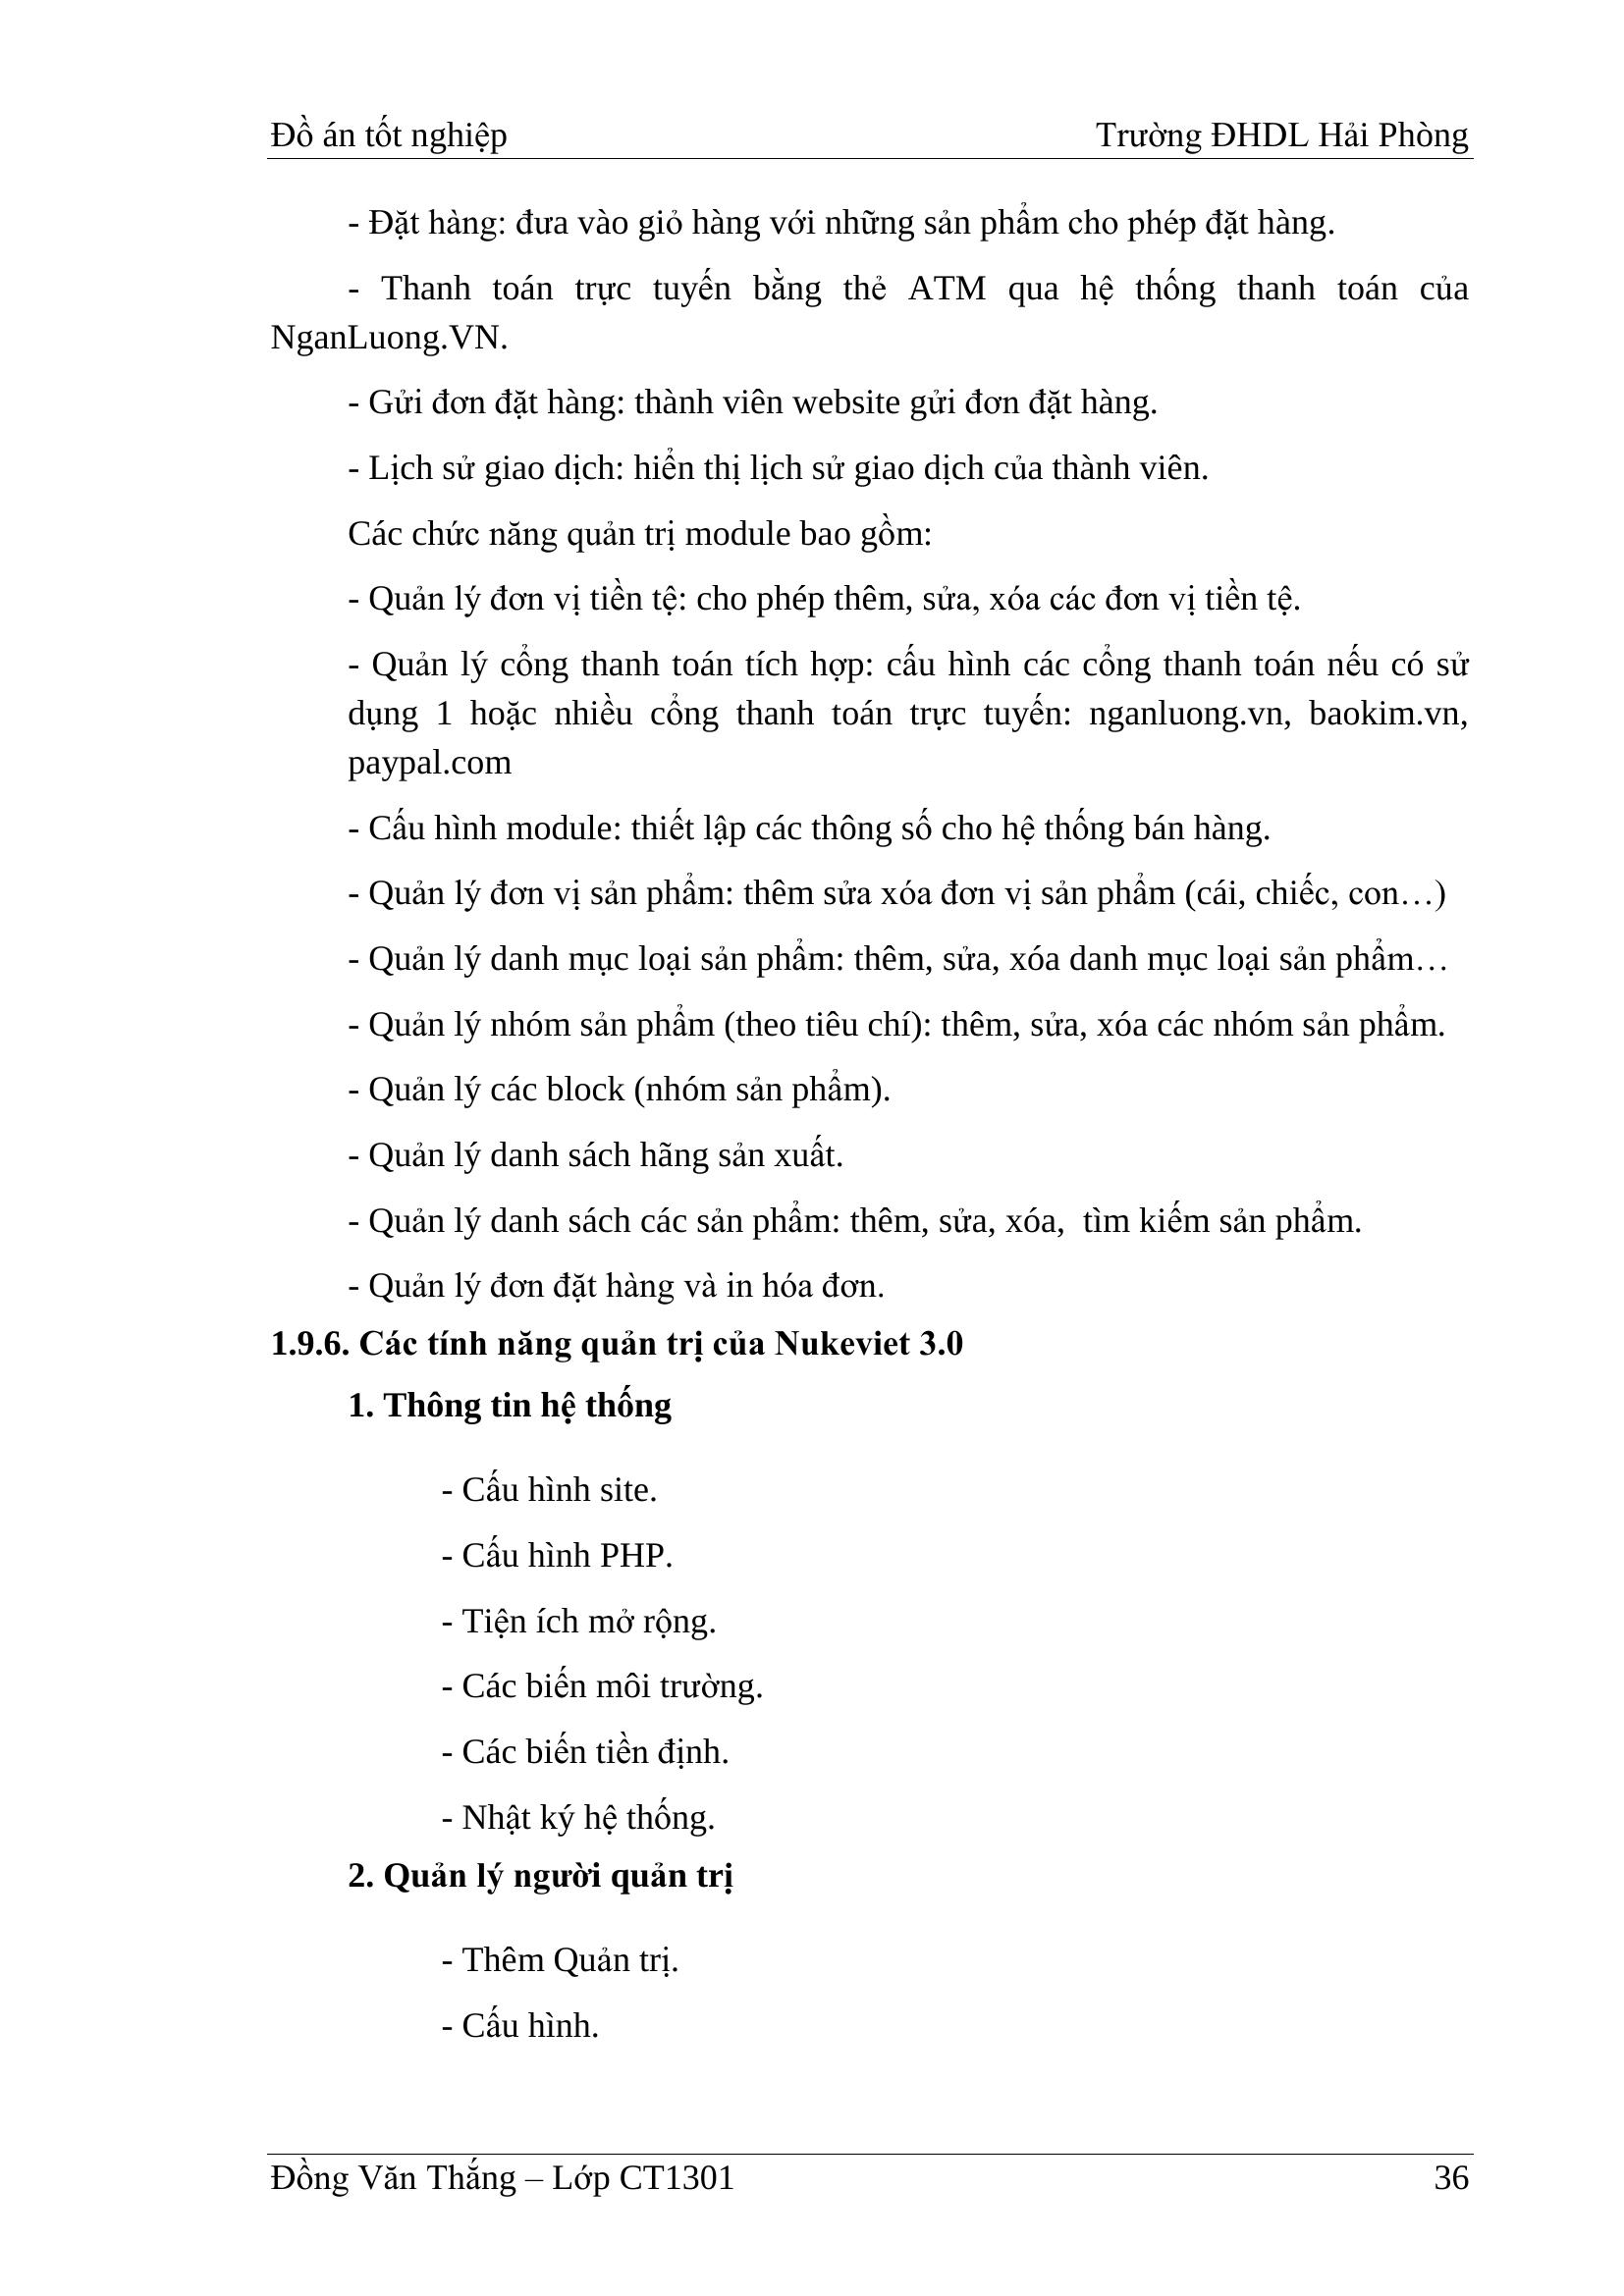 Đồ án tốt nghiệp Trường ĐHDL Hải Phòng
- Đặt hàng: đưa vào giỏ hàng với những sản phẩm cho phép đặt hàng.
- Thanh toán trực tuyến bằng thẻ ATM qua hệ thống thanh toán của
NganLuong.VN.
- Gửi đơn đặt hàng: thành viên website gửi đơn đặt hàng.
- Lịch sử giao dịch: hiển thị lịch sử giao dịch của thành viên.
Các chức năng quản trị module bao gồm:
- Quản lý đơn vị tiền tệ: cho phép thêm, sửa, xóa các đơn vị tiền tệ.
- Quản lý cổng thanh toán tích hợp: cấu hình các cổng thanh toán nếu có sử
dụng 1 hoặc nhiều cổng thanh toán trực tuyến: nganluong.vn, baokim.vn,
paypal.com
- Cấu hình module: thiết lập các thông số cho hệ thống bán hàng.
- Quản lý đơn vị sản phẩm: thêm sửa xóa đơn vị sản phẩm (cái, chiếc, con…)
- Quản lý danh mục loại sản phẩm: thêm, sửa, xóa danh mục loại sản phẩm…
- Quản lý nhóm sản phẩm (theo tiêu chí): thêm, sửa, xóa các nhóm sản phẩm.
- Quản lý các block (nhóm sản phẩm).
- Quản lý danh sách hãng sản xuất.
- Quản lý danh sách các sản phẩm: thêm, sửa, xóa,  tìm kiếm sản phẩm.
- Quản lý đơn đặt hàng và in hóa đơn.
1.9.6. Các tính năng quản trị của Nukeviet 3.0
1. Thông tin hệ thống
- Cấu hình site.
- Cấu hình PHP.
- Tiện ích mở rộng.
- Các biến môi trường.
- Các biến tiền định.
- Nhật ký hệ thống.
2. Quản lý người quản trị
- Thêm Quản trị.
- Cấu hình.
Đồng Văn Thắng – Lớp CT1301 36